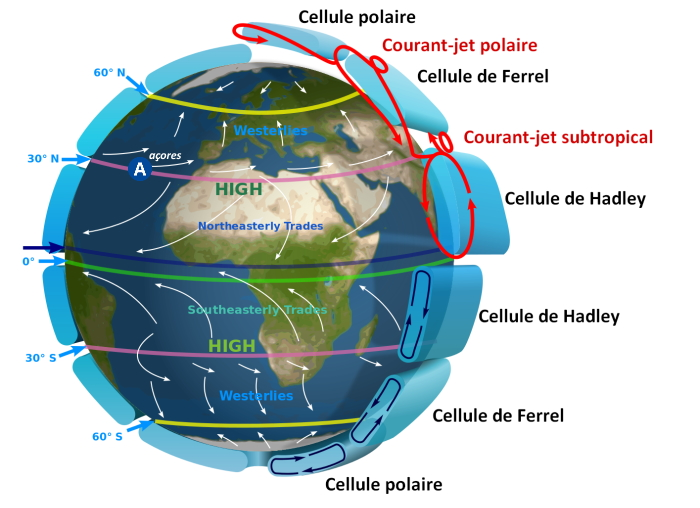 Cellule polaire
Courant-jet polaire
60° N
Cellule de Ferrel
Westerlies
Courant-jet subtropical
açores
30° N
A
HIGH
Cellule de Hadley
Northeasterly Trades
0°
Southeasterly Trades
Cellule de Hadley
HIGH
30° S
Westerlies
Cellule de Ferrel
60° S
Cellule polaire